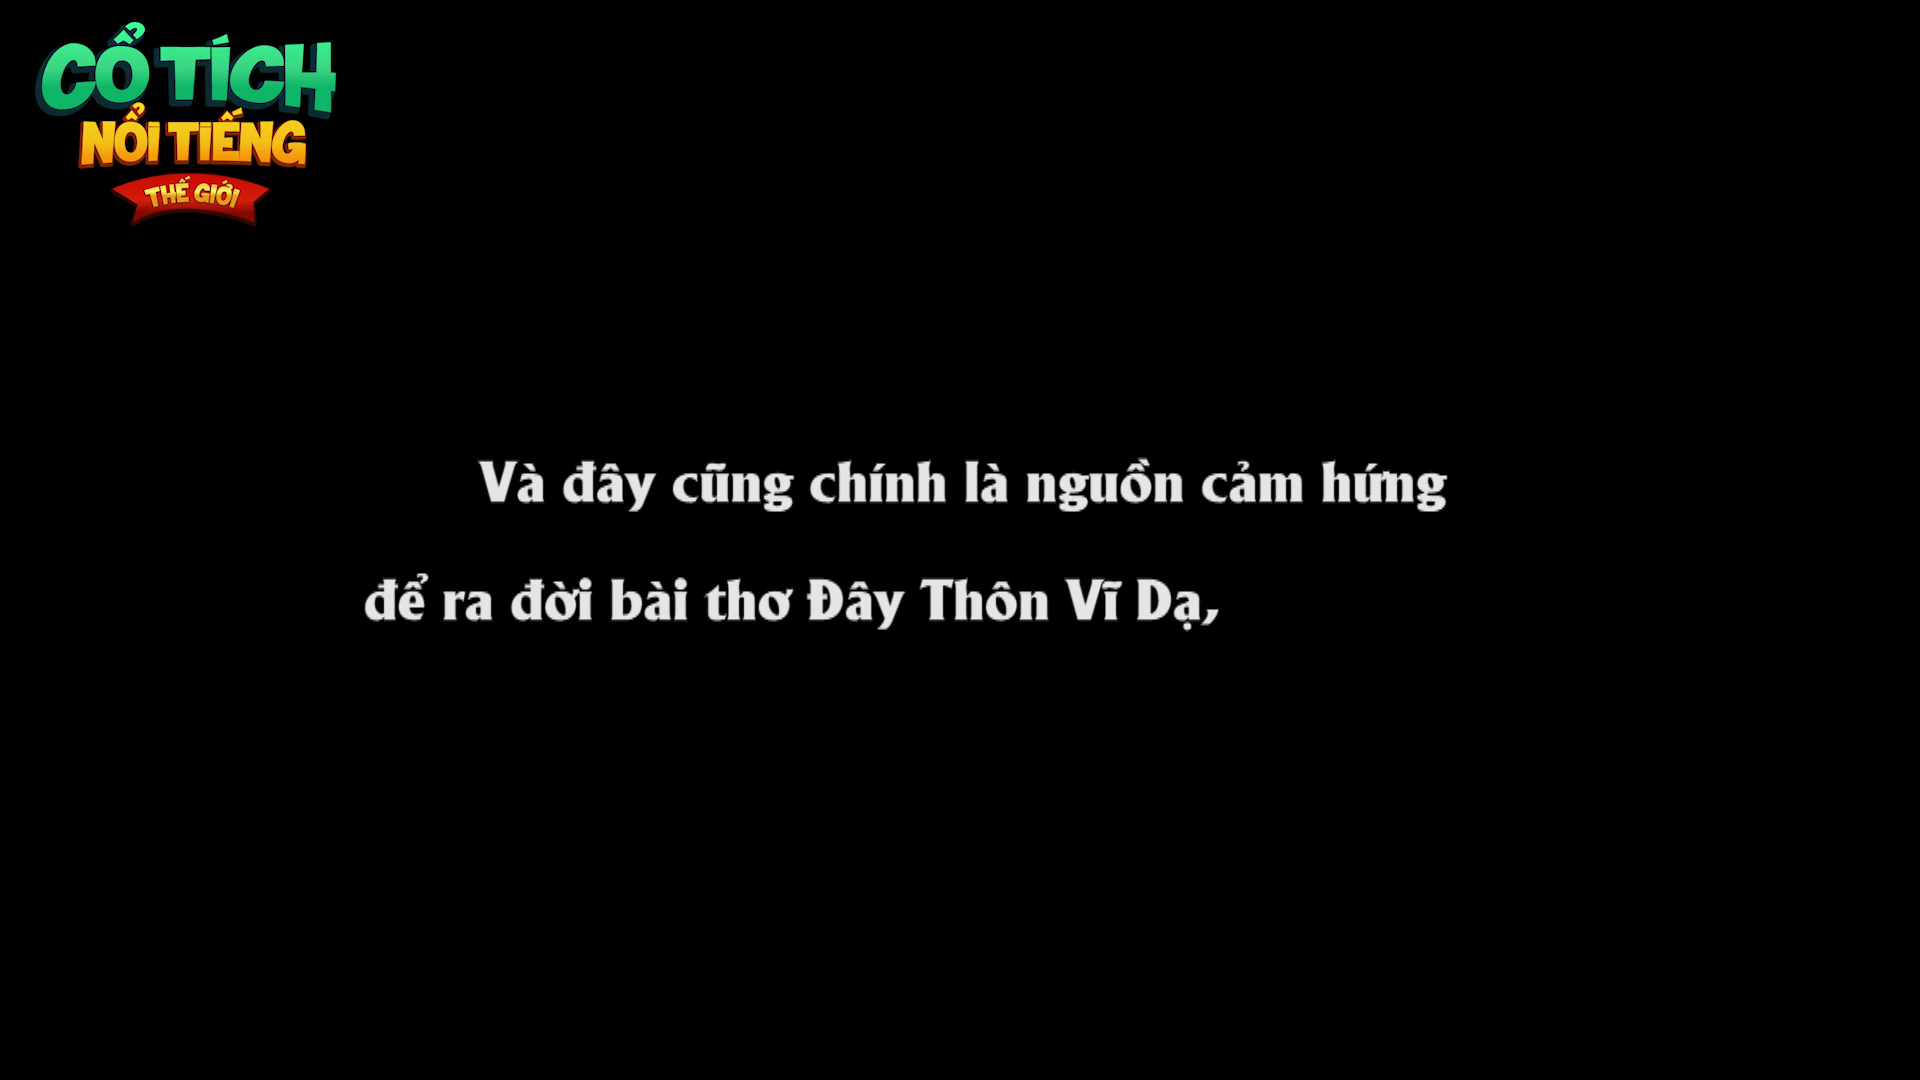 CỔ TÍCH
NỔI TIẾNG
THẾ GIỚI
Và đây cũng chính là nguồn cảm hứng
để ra đời bài thơ Đây Thôn Vĩ Dạ,